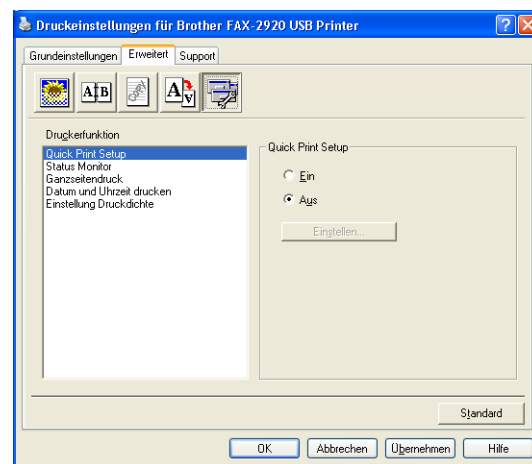 Druckeinstellungen für Brother FAX-2920 USB Printer
Grundeinstellungen Erweitert Support
A B
A A
Druckerfunktion
Quick Print Setup
Status Monitor
Ganzseitendruck
Datum und Uhrzeit drucken
Einstellung Druckdichte
Quick Print Setup
Ein
Aus
Einstellen...
Standard
OK Abbrechen Übernehmen Hilfe